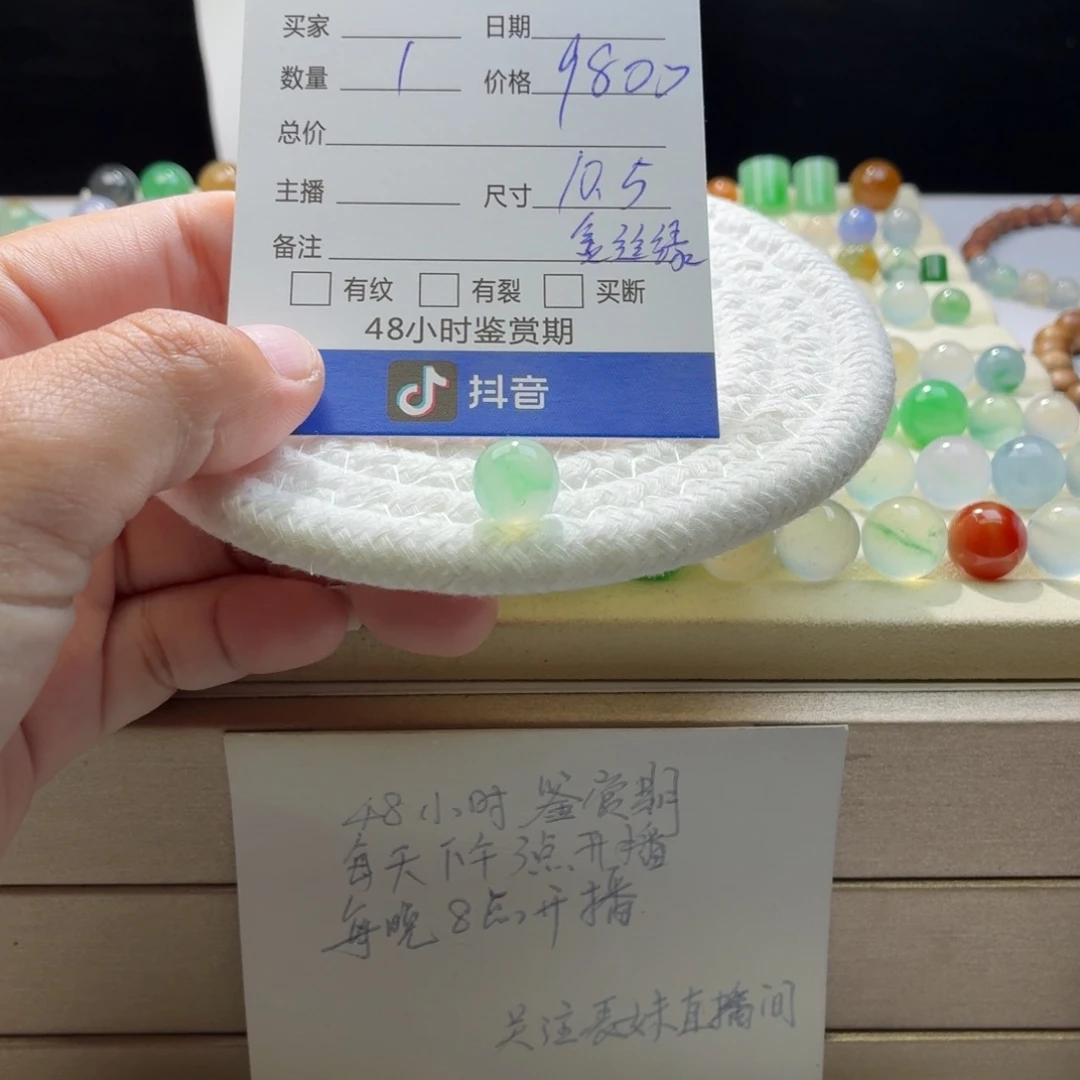 买家 日期
数量 1 价格 9800
总价
主播 尺寸 10.5
备注 金丝绿
有纹 有裂 买断
48小时鉴赏期
抖音
48小时鉴赏期
每天下午3点开播
每晚8点开播
关注表妹直播间